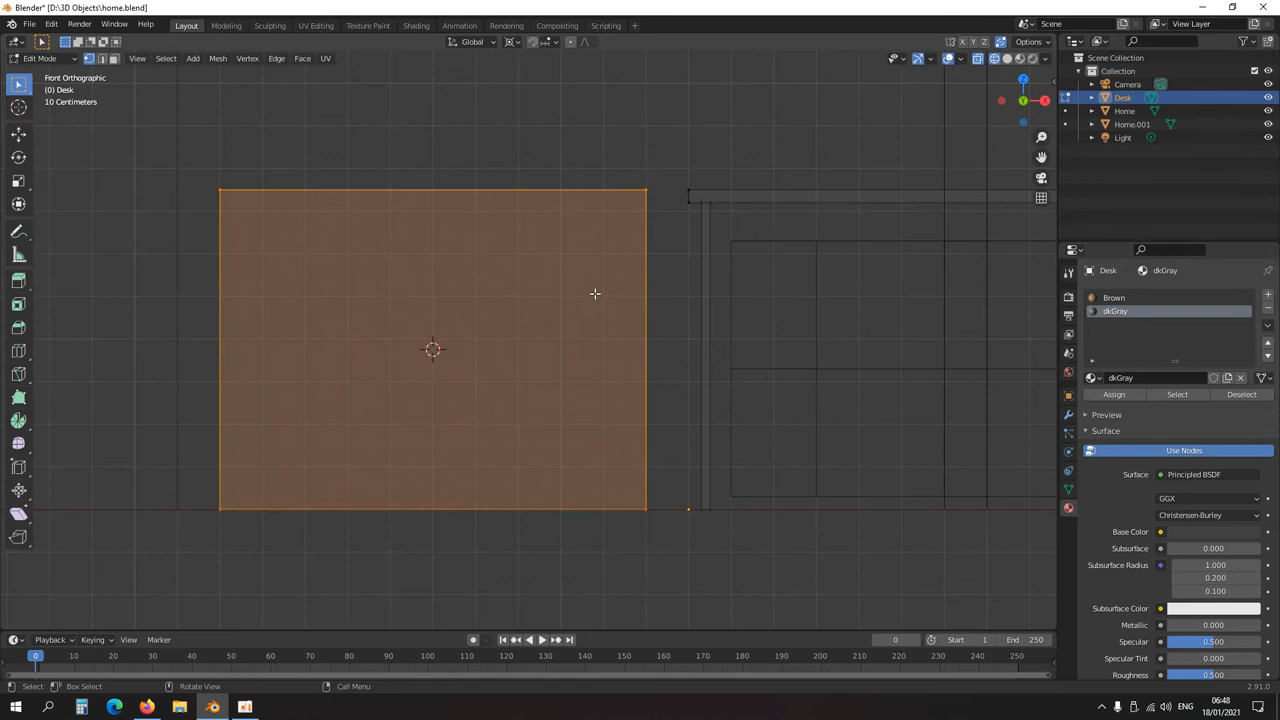 Blender* [D:\3D Objects\home.blend]
File Edit Render Window Help Layout Modeling Sculpting UV Editing Texture Paint Shading Animation Rendering Compositing Scripting + Scene View Layer
Global Options
X Y Z
Edit Mode View Select Add Mesh Vertex Edge Face UV
Front Orthographic
(0) Desk
10 Centimeters
Z
Y
X
Scene Collection
Collection
Camera
Desk
Home
Home.001
Light
Desk dkGray
Brown
dkGray
dkGray
Assign Select Deselect
Preview
Surface
Use Nodes
Surface Principled BSDF
GGX
Christensen-Burley
Base Color
Subsurface 0.000
Subsurface Radius 1.000
0.200
0.100
Subsurface Color
Metallic 0.000
Specular 0.500
Specular Tint 0.000
Roughness 0.500
Playback Keying View Marker 0 Start 1 End 250
0 10 20 30 40 50 60 70 80 90 100 110 120 130 140 150 160 170 180 190 200 210 220 230 240 250
Select Box Select Rotate View Call Menu 2.91.0
ENG 06:48
18/01/2021